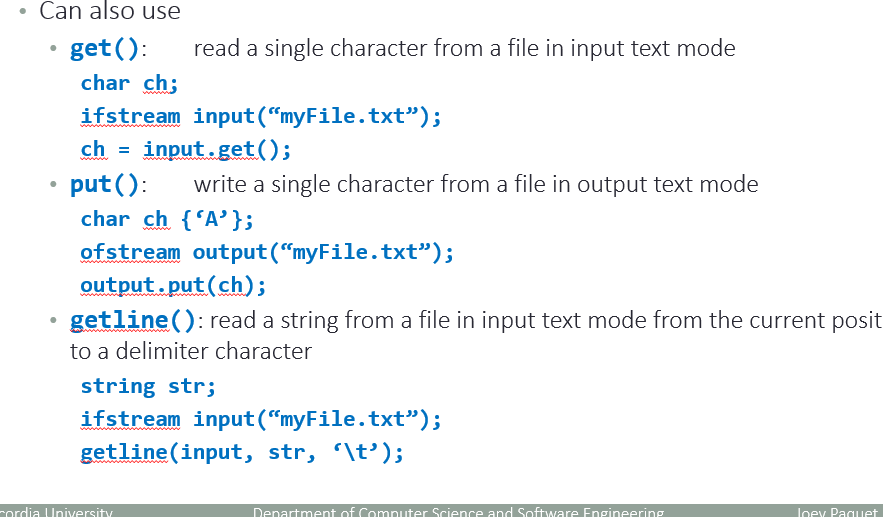 • Can also use
• get(): read a single character from a file in input text mode
char ch;
ifstream input(“myFile.txt”);
ch = input.get();
• put(): write a single character from a file in output text mode
char ch {‘A’};
ofstream output(“myFile.txt”);
output.put(ch);
• getline(): read a string from a file in input text mode from the current posit
to a delimiter character
string str;
ifstream input(“myFile.txt”);
getline(input, str, ‘\t’);
cordia University Department of Computer Science and Software Engineering Joey Paquet